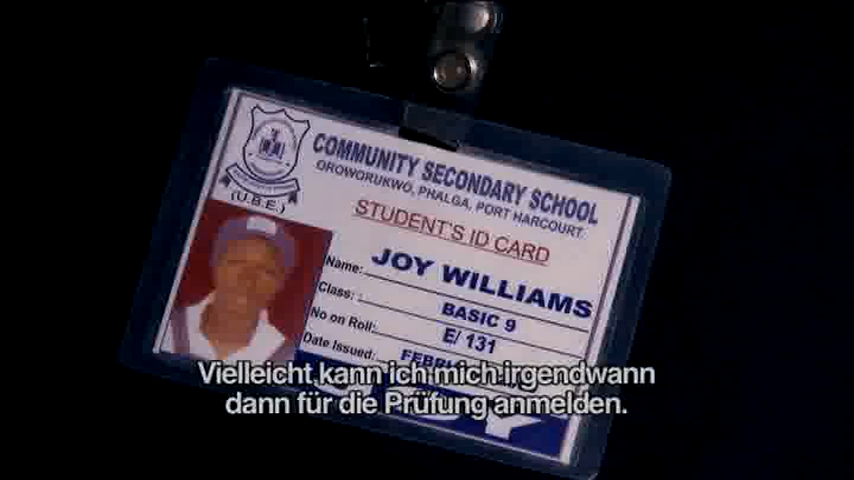 COMMUNITY SECONDARY SCHOOL
OROWORUKWO, PHALGA, PORT HARCOURT.
(U.B.E.)
STUDENT'S ID CARD
Name: JOY WILLIAMS
Class: : BASIC 9
No on Roll: E/ 131
Date Issued:
Vielleicht kann ich mich irgendwann
dann für die Prüfung anmelden.